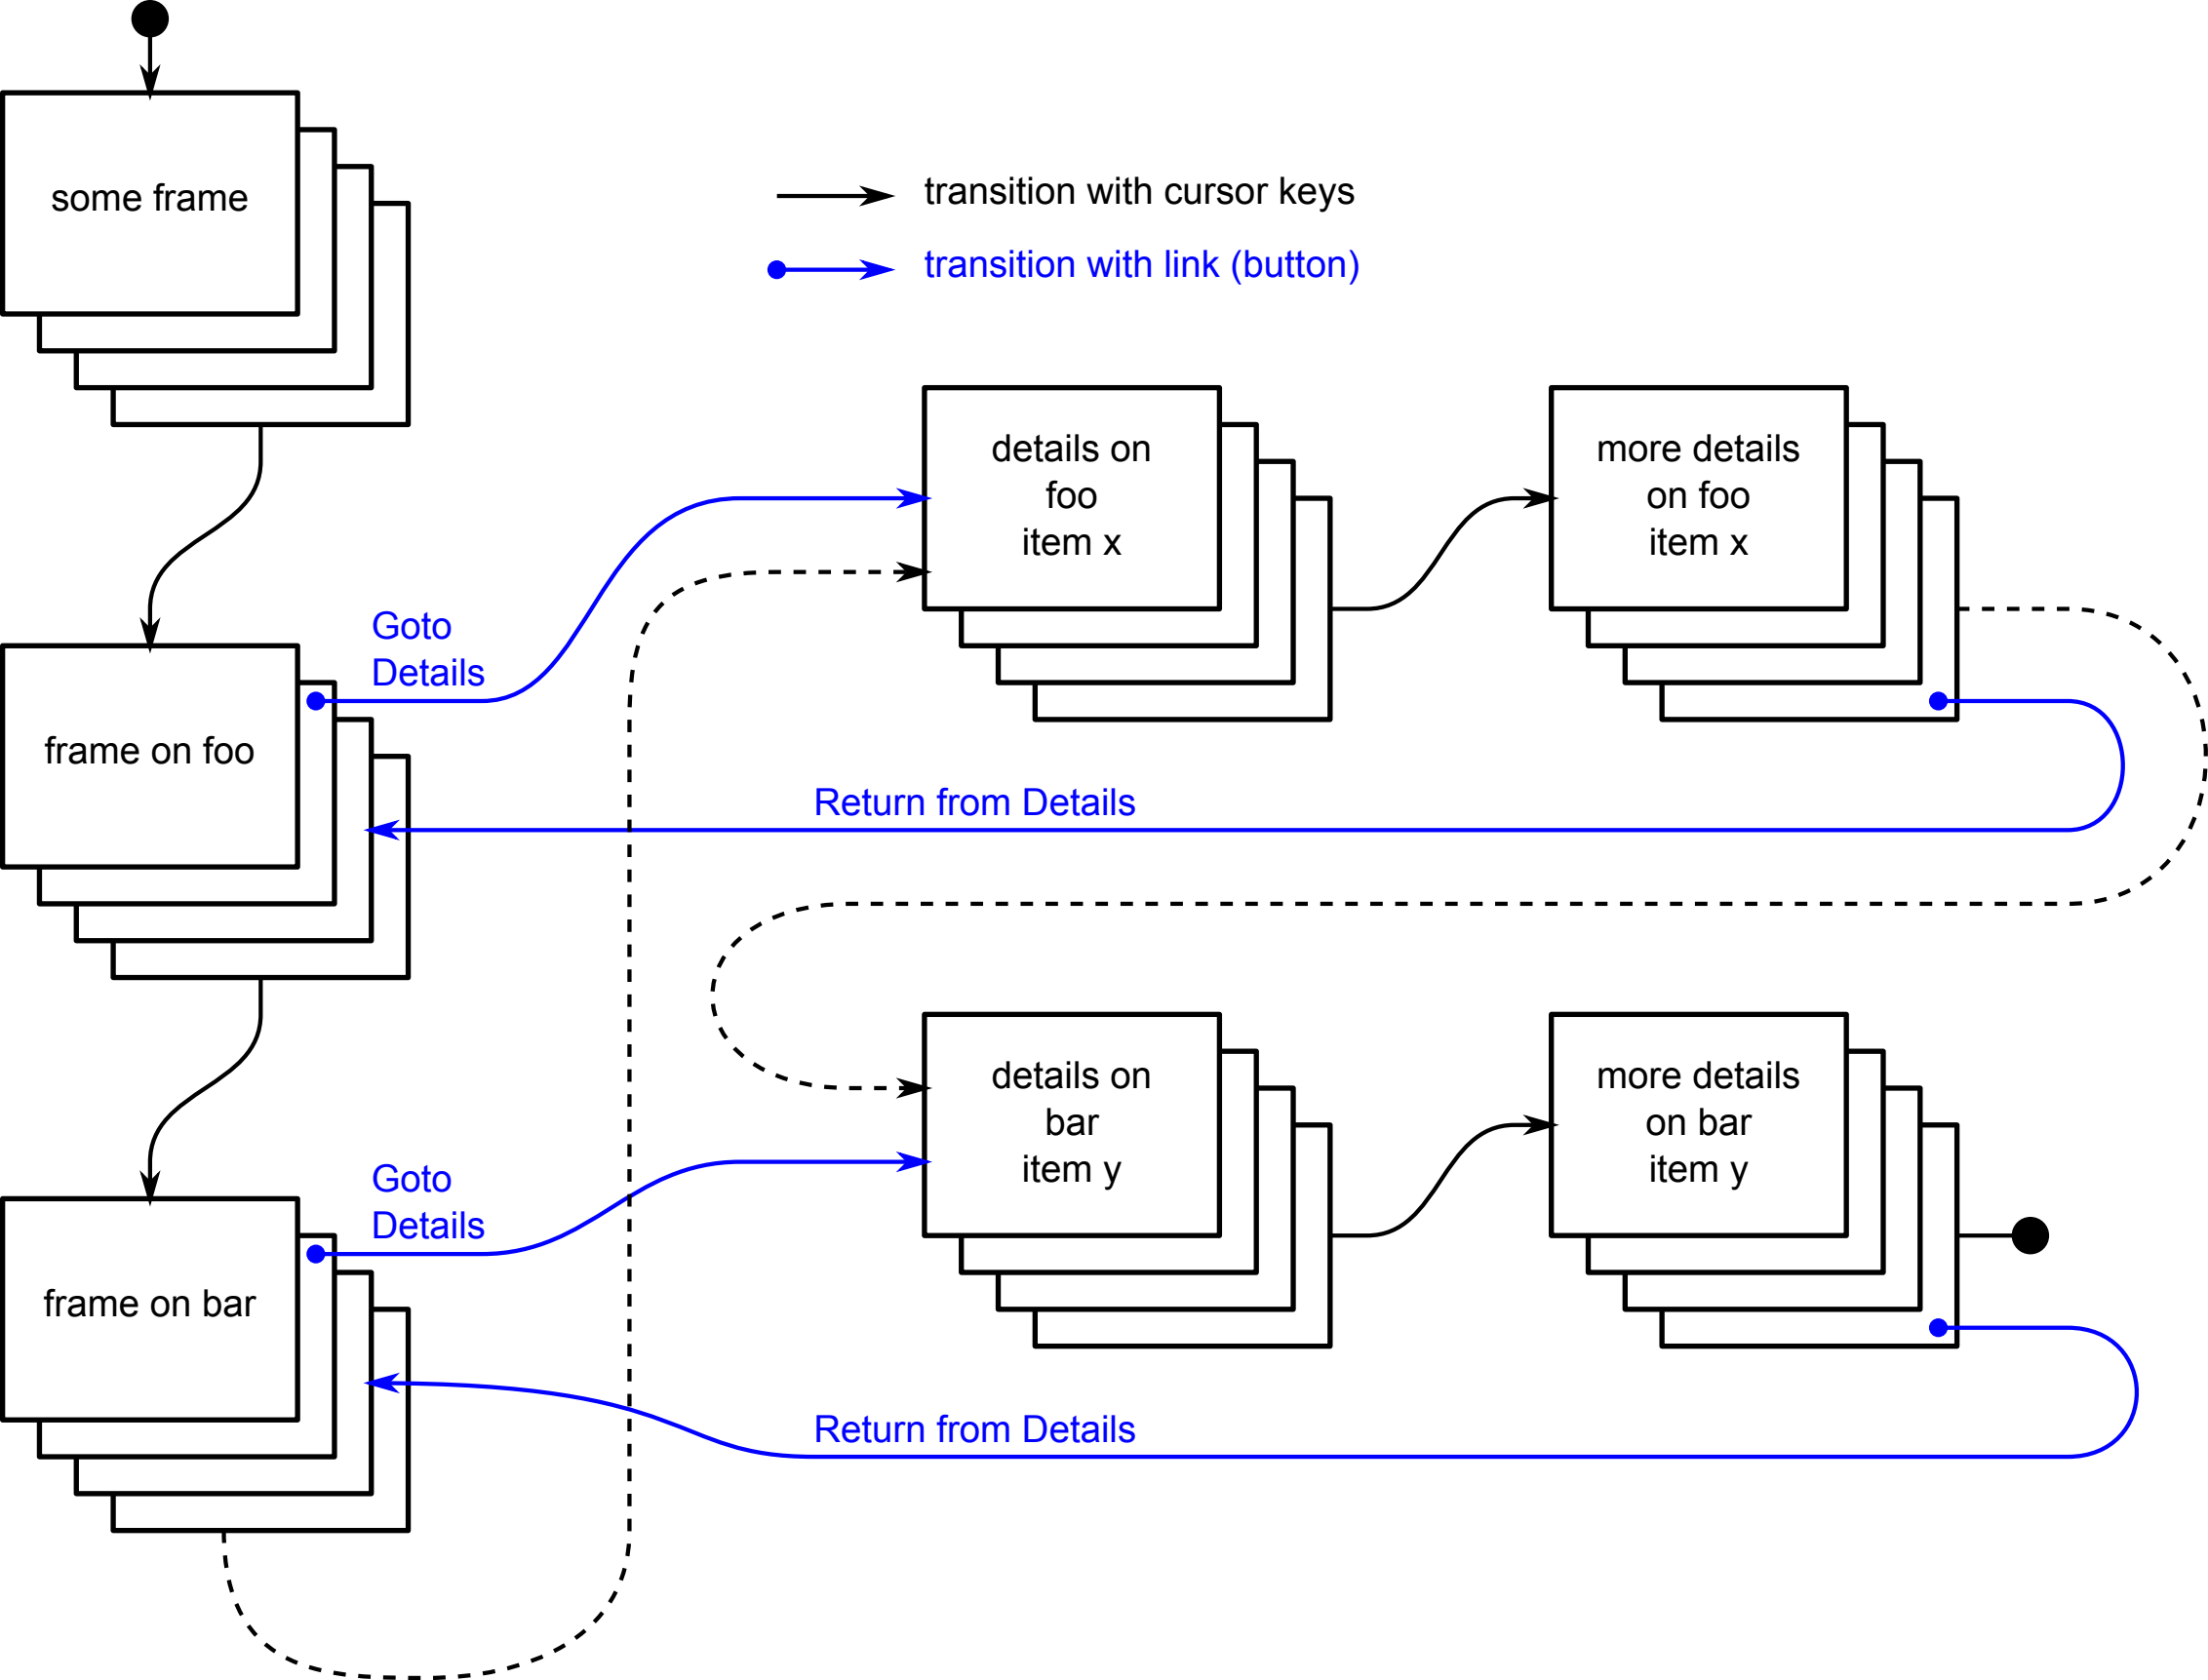 some frame
transition with cursor keys
transition with link (button)
details on
foo
item x
more details
on foo
item x
Goto
Details
frame on foo
Return from Details
details on
bar
item y
more details
on bar
item y
Goto
Details
frame on bar
Return from Details